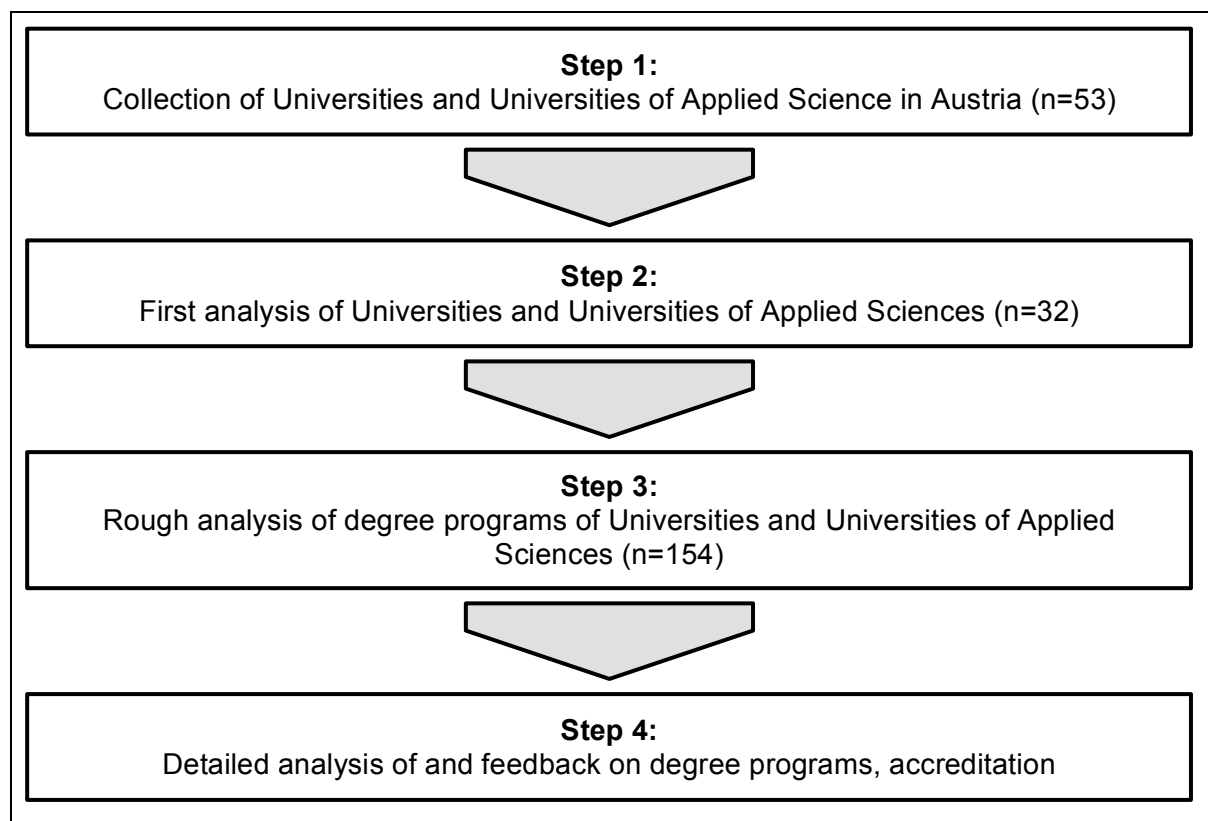 Step 1:
Collection of Universities and Universities of Applied Science in Austria (n=53)
Step 2:
First analysis of Universities and Universities of Applied Sciences (n=32)
Step 3:
Rough analysis of degree programs of Universities and Universities of Applied
Sciences (n=154)
Step 4:
Detailed analysis of and feedback on degree programs, accreditation